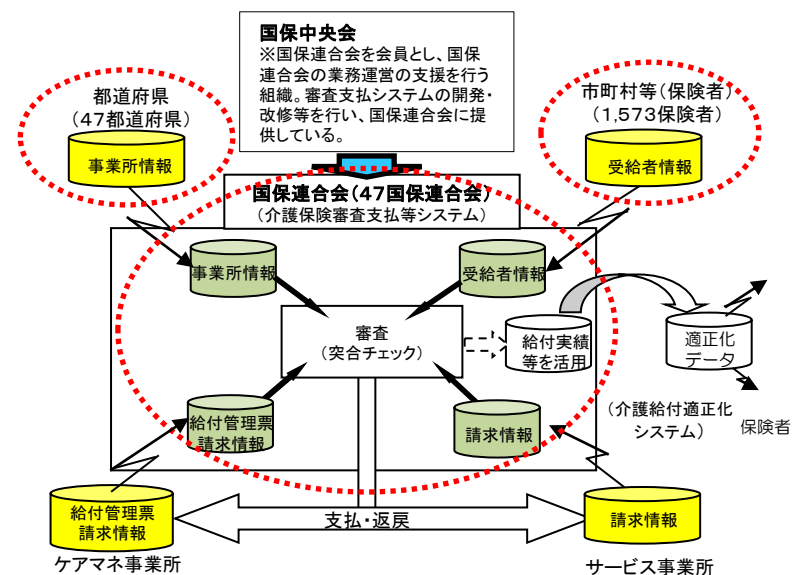 国保中央会
※国保連合会を会員とし、国保
連合会の業務運営の支援を行う
組織。審査支払システムの開発・
改修等を行い、国保連合会に提
供している。
都道府県
（47都道府県）
事業所情報
市町村等（保険者）
（1,573保険者）
受給者情報
国保連合会（47国保連合会）
（介護保険審査支払等システム）
事業所情報
受給者情報
審査
（突合チェック）
給付実績
等を活用
適正化
データ
給付管理票
請求情報
請求情報
（介護給付適正化
システム）
保険者
給付管理票
請求情報
支払・返戻
請求情報
ケアマネ事業所
サービス事業所